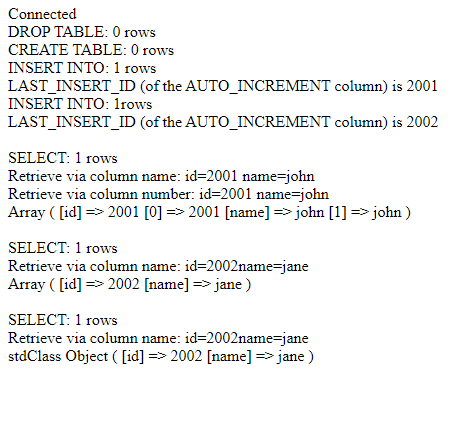 Connected
DROP TABLE: 0 rows
CREATE TABLE: 0 rows
INSERT INTO: 1 rows
LAST_INSERT_ID (of the AUTO_INCREMENT column) is 2001
INSERT INTO: 1rows
LAST_INSERT_ID (of the AUTO_INCREMENT column) is 2002
SELECT: 1 rows
Retrieve via column name: id=2001 name=john
Retrieve via column number: id=2001 name=john
Array ( [id] => 2001 [0] => 2001 [name] => john [1] => john )
SELECT: 1 rows
Retrieve via column name: id=2002name=jane
Array ( [id] => 2002 [name] => jane )
SELECT: 1 rows
Retrieve via column name: id=2002name=jane
stdClass Object ( [id] => 2002 [name] => jane )